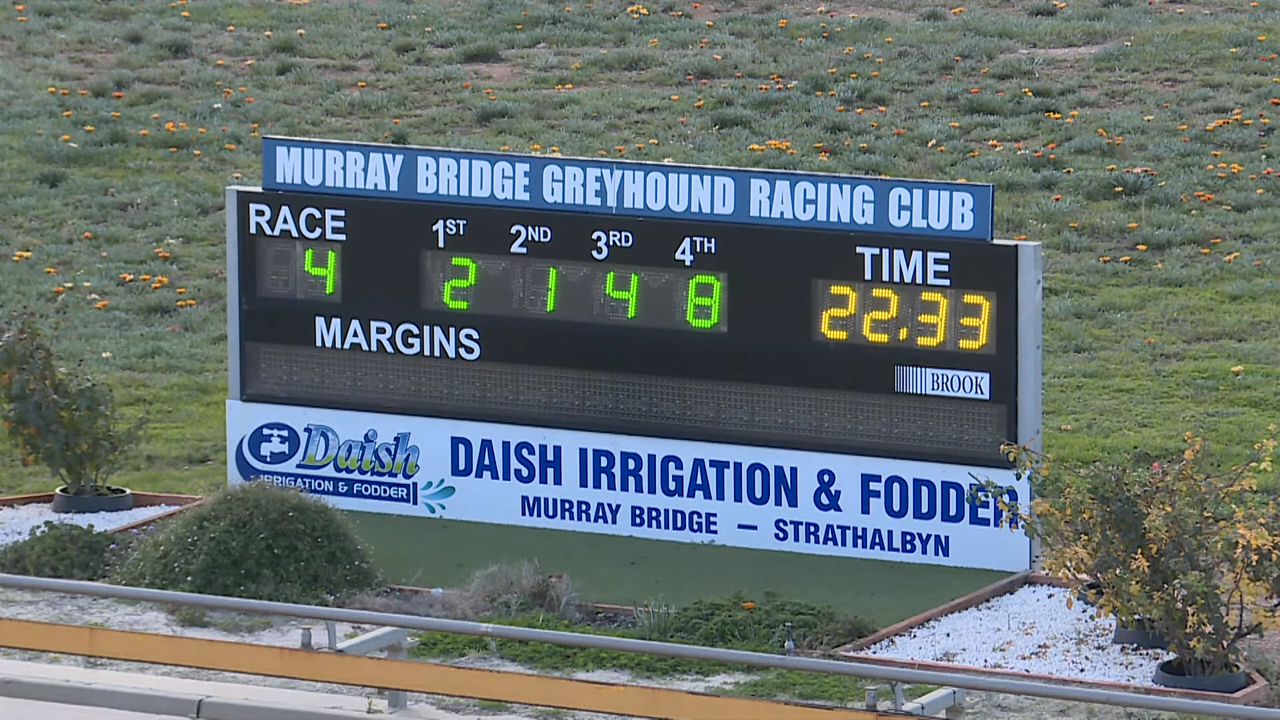 MURRAY BRIDGE GREYHOUND RACING CLUB
RACE 1ST 2ND 3RD 4TH TIME
4 2 1 4 8 22.33
MARGINS
BROOK
Daish
IRRIGATION & FODDER
DAISH IRRIGATION & FODDER
MURRAY BRIDGE — STRATHALBYN